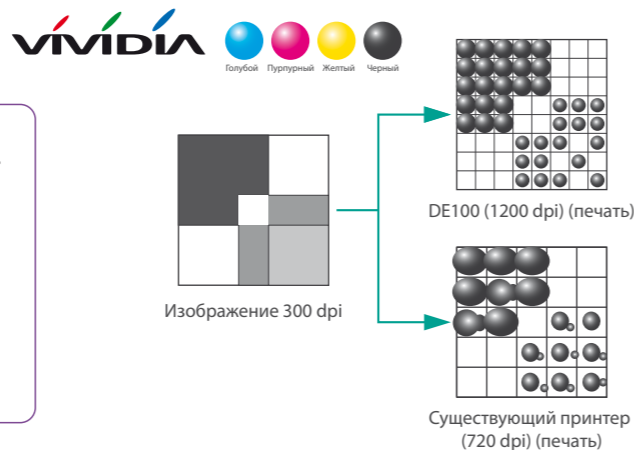 VIVIDIA
Голубой
Пурпурный
Желтый
Черный
DE100 (1200 dpi) (печать)
Изображение 300 dpi
Существующий принтер
(720 dpi) (печать)